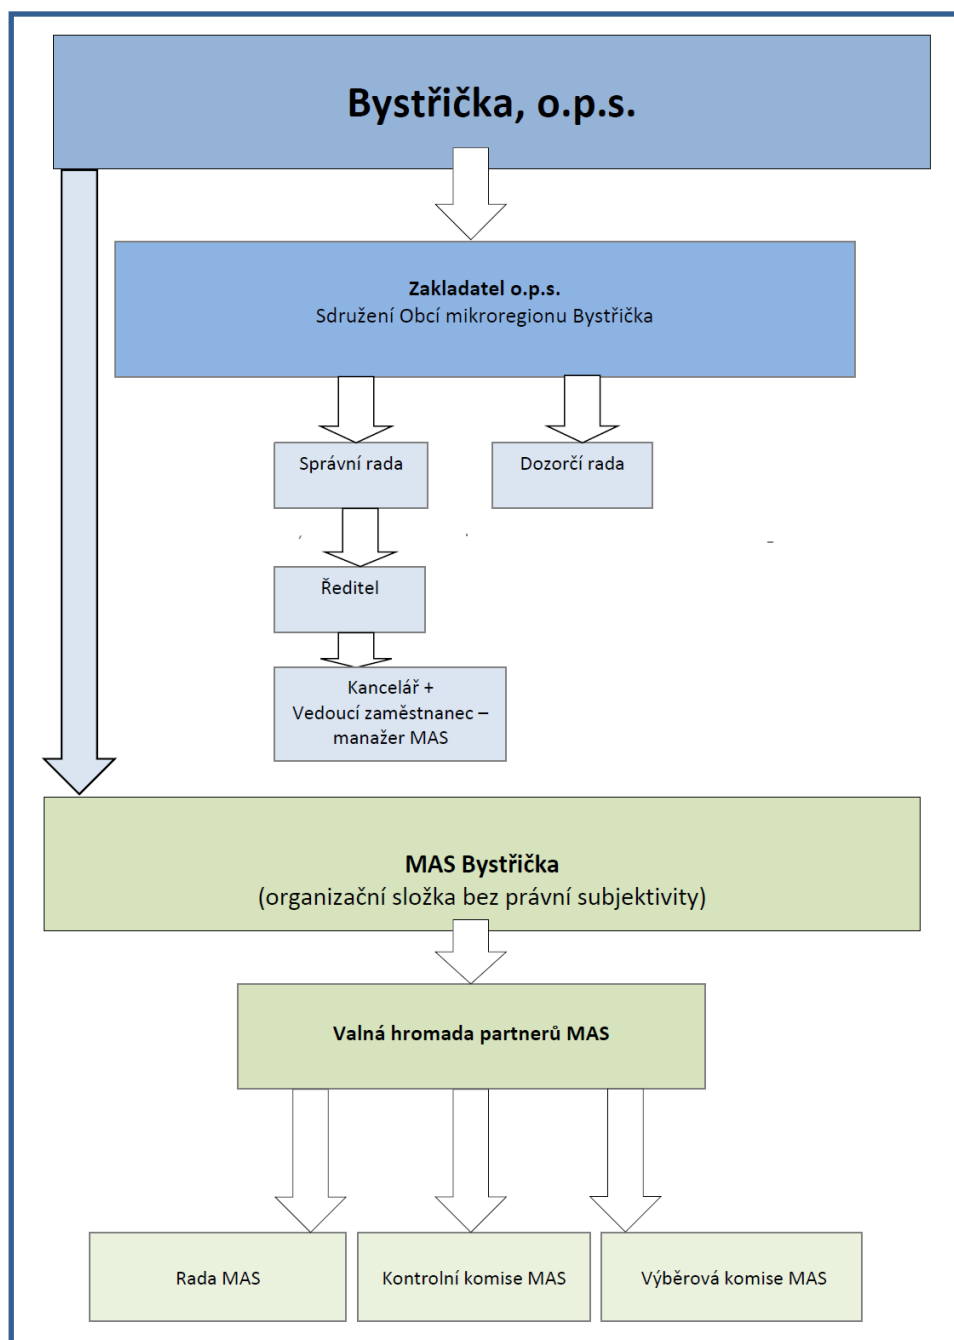 Bystřička, o.p.s.
Zakladatel o.p.s.
Sdružení Obcí mikroregionu Bystřička
Správní rada
Dozorčí rada
Ředitel
Kancelář +
Vedoucí zaměstnanec –
manažer MAS
MAS Bystřička
(organizační složka bez právní subjektivity)
Valná hromada partnerů MAS
Rada MAS
Kontrolní komise MAS
Výběrová komise MAS